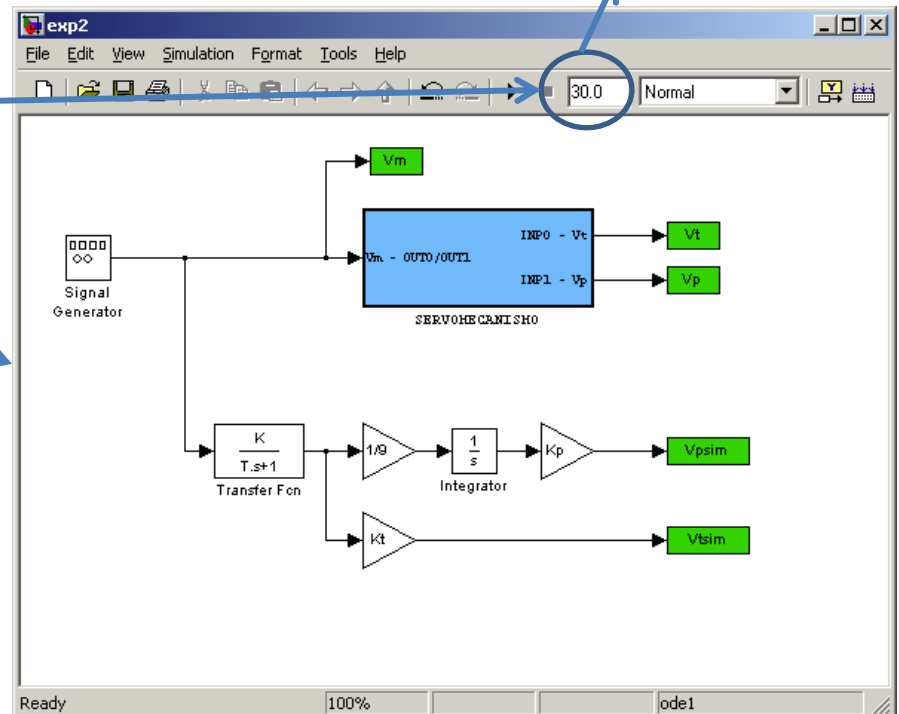 exp2
File Edit View Simulation Format Tools Help
30.0 Normal
Vm
Signal
Generator
Vm - OUT0/OUT1
INP0 - Vt
INP1 - Vp
SERVOMECANISMO
Vt
Vp
K
T.s+1
Transfer Fcn
1/9
1
s
Integrator
Kp
Vpsim
Kt
Vtsim
Ready 100% ode1